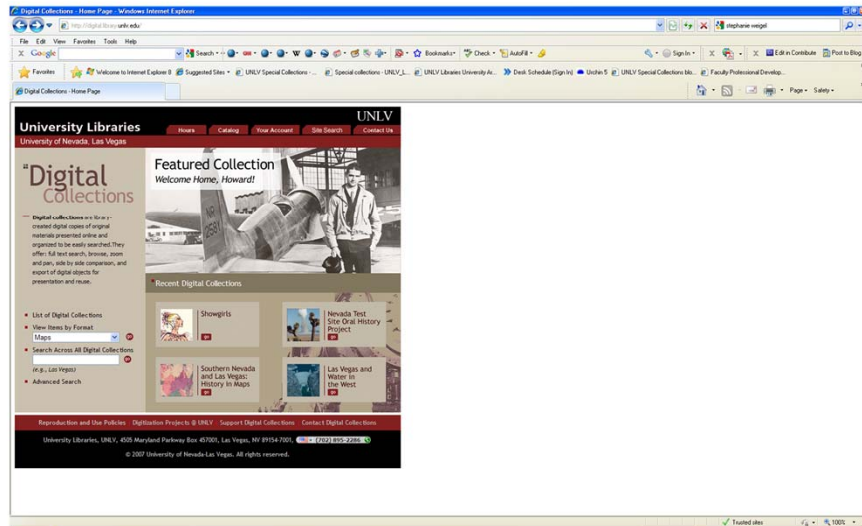 Digital Collections - Home Page - Windows Internet Explorer
http://digital.library.unlv.edu/
stephanie weigel
File Edit View Favorites Tools Help
X Google Search Bookmarks Check AutoFill Sign In X Edit in Contribute Post to Blog
Favorites Welcome to Internet Explorer 8 Suggested Sites UNLV Special Collections - ... Special collections - UNLV_L... UNLV Libraries University Ar... Desk Schedule (Sign In) Urchin 5 UNLV Special Collections blo... Faculty Professional Develop...
Digital Collections - Home Page
Page Safety
UNLV
University Libraries
Hours Catalog Your Account Site Search Contact Us
University of Nevada, Las Vegas
Digital
Collections
Featured Collection
Welcome Home, Howard!
NR
258Y
Digital collections are library-
created digital copies of original
materials presented online and
organized to be easily searched. They
offer: full text search, browse, zoom
and pan, side by side comparison, and
export of digital objects for
presentation and reuse.
Recent Digital Collections
List of Digital Collections
View Items by Format
Maps go
Search Across All Digital Collections
go
(e.g., Las Vegas)
Advanced Search
Showgirls
go
Nevada Test
Site Oral History
Project
go
Southern Nevada
and Las Vegas:
History in Maps
go
Las Vegas and
Water in
the West
go
Reproduction and Use Policies Digitization Projects @ UNLV Support Digital Collections Contact Digital Collections
University Libraries, UNLV, 4505 Maryland Parkway Box 457001, Las Vegas, NV 89154-7001, (702) 895-2286
© 2007 University of Nevada-Las Vegas. All rights reserved.
Trusted sites 100%